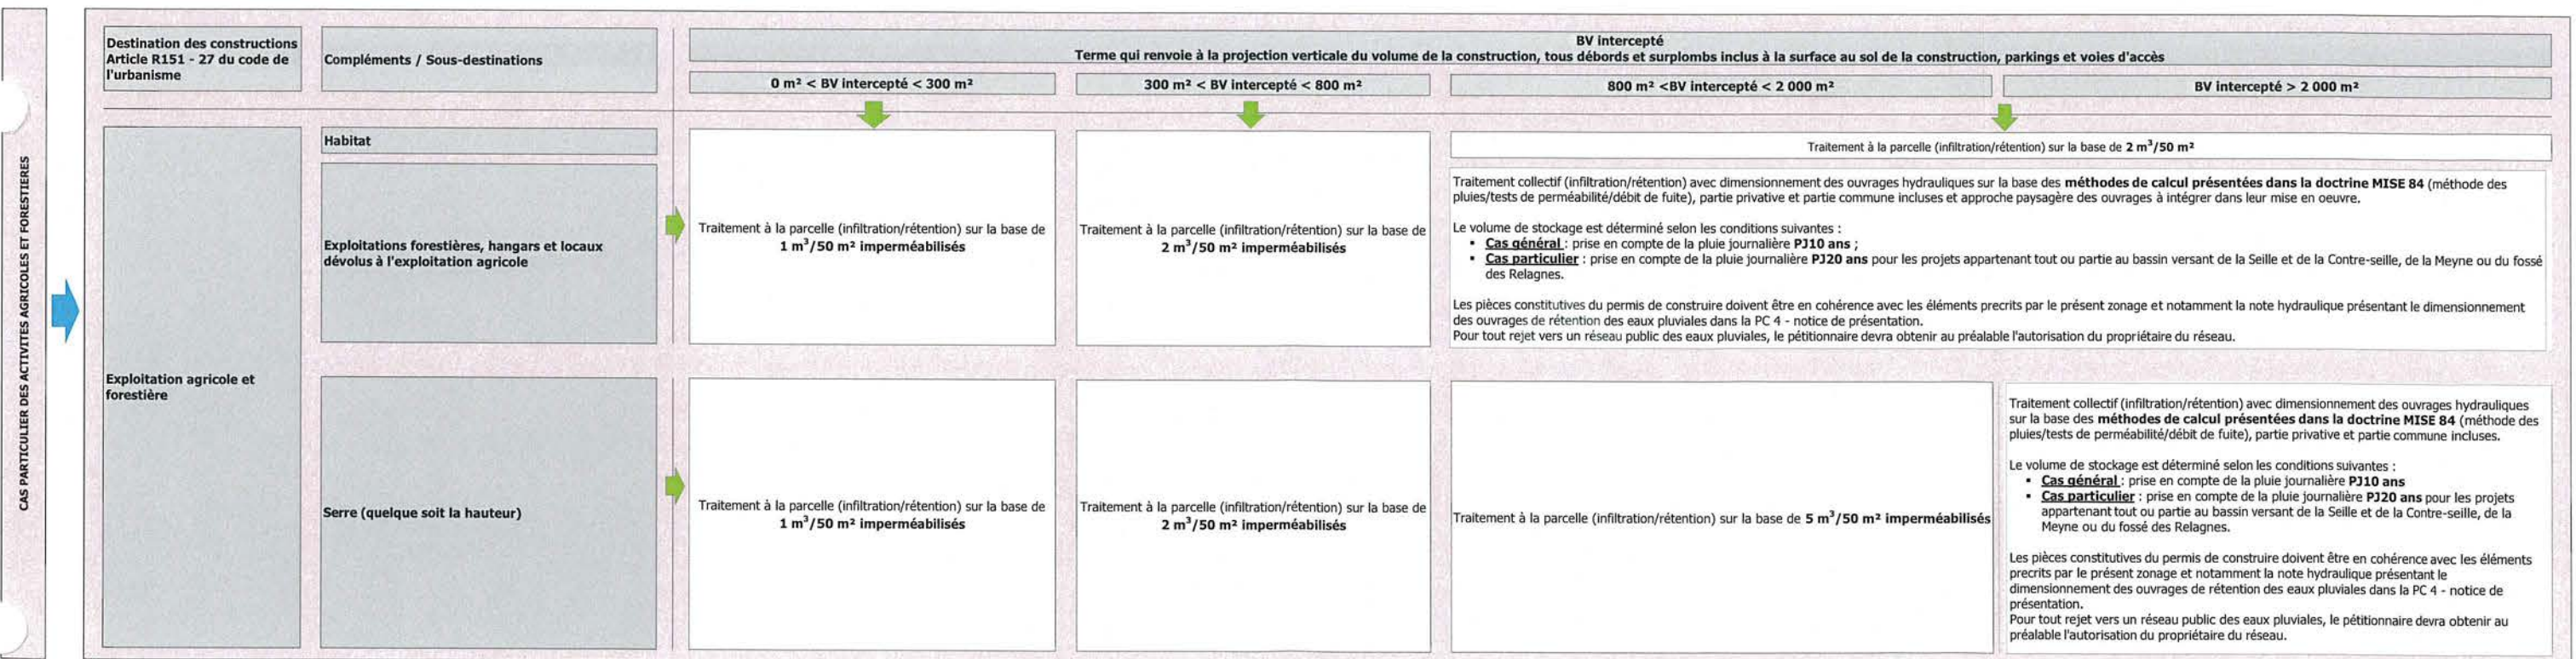 CAS PARTICULIER DES ACTIVITES AGRICOLES ET FORESTIERES
Destination des constructions
Article R151 - 27 du code de
l'urbanisme
Compléments / Sous-destinations
BV intercepté
Terme qui renvoie à la projection verticale du volume de la construction, tous débords et surplombs inclus à la surface au sol de la construction, parkings et voies d'accès
0 m² < BV intercepté < 300 m²
300 m² < BV intercepté < 800 m²
800 m² <BV intercepté < 2 000 m²
BV intercepté > 2 000 m²
Exploitation agricole et
forestière
Habitat
Exploitations forestières, hangars et locaux
dévolus à l'exploitation agricole
Traitement à la parcelle (infiltration/rétention) sur la base de
1 m³/50 m² imperméabilisés
Traitement à la parcelle (infiltration/rétention) sur la base de
2 m³/50 m² imperméabilisés
Traitement à la parcelle (infiltration/rétention) sur la base de 2 m³/50 m²
Traitement collectif (infiltration/rétention) avec dimensionnement des ouvrages hydrauliques sur la base des méthodes de calcul présentées dans la doctrine MISE 84 (méthode des
pluies/tests de perméabilité/débit de fuite), partie privative et partie commune incluses et approche paysagère des ouvrages à intégrer dans leur mise en oeuvre.
Le volume de stockage est déterminé selon les conditions suivantes :
▪ Cas général : prise en compte de la pluie journalière PJ10 ans ;
▪ Cas particulier : prise en compte de la pluie journalière PJ20 ans pour les projets appartenant tout ou partie au bassin versant de la Seille et de la Contre-seille, de la Meyne ou du fossé
des Relagnes.
Les pièces constitutives du permis de construire doivent être en cohérence avec les éléments precrits par le présent zonage et notamment la note hydraulique présentant le dimensionnement
des ouvrages de rétention des eaux pluviales dans la PC 4 - notice de présentation.
Pour tout rejet vers un réseau public des eaux pluviales, le pétitionnaire devra obtenir au préalable l'autorisation du propriétaire du réseau.
Serre (quelque soit la hauteur)
Traitement à la parcelle (infiltration/rétention) sur la base de
1 m³/50 m² imperméabilisés
Traitement à la parcelle (infiltration/rétention) sur la base de
2 m³/50 m² imperméabilisés
Traitement à la parcelle (infiltration/rétention) sur la base de 5 m³/50 m² imperméabilisés
Traitement collectif (infiltration/rétention) avec dimensionnement des ouvrages hydrauliques
sur la base des méthodes de calcul présentées dans la doctrine MISE 84 (méthode des
pluies/tests de perméabilité/débit de fuite), partie privative et partie commune incluses.
Le volume de stockage est déterminé selon les conditions suivantes :
▪ Cas général : prise en compte de la pluie journalière PJ10 ans
▪ Cas particulier : prise en compte de la pluie journalière PJ20 ans pour les projets
appartenant tout ou partie au bassin versant de la Seille et de la Contre-seille, de la
Meyne ou du fossé des Relagnes.
Les pièces constitutives du permis de construire doivent être en cohérence avec les éléments
precrits par le présent zonage et notamment la note hydraulique présentant le
dimensionnement des ouvrages de rétention des eaux pluviales dans la PC 4 - notice de
présentation.
Pour tout rejet vers un réseau public des eaux pluviales, le pétitionnaire devra obtenir au
préalable l'autorisation du propriétaire du réseau.